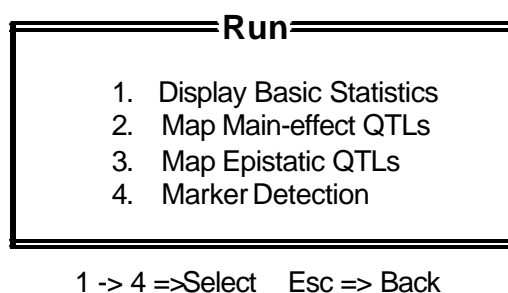 Run
1. Display Basic Statistics
2. Map Main-effect QTLs
3. Map Epistatic QTLs
4. Marker Detection
1 -> 4 =>Select Esc => Back